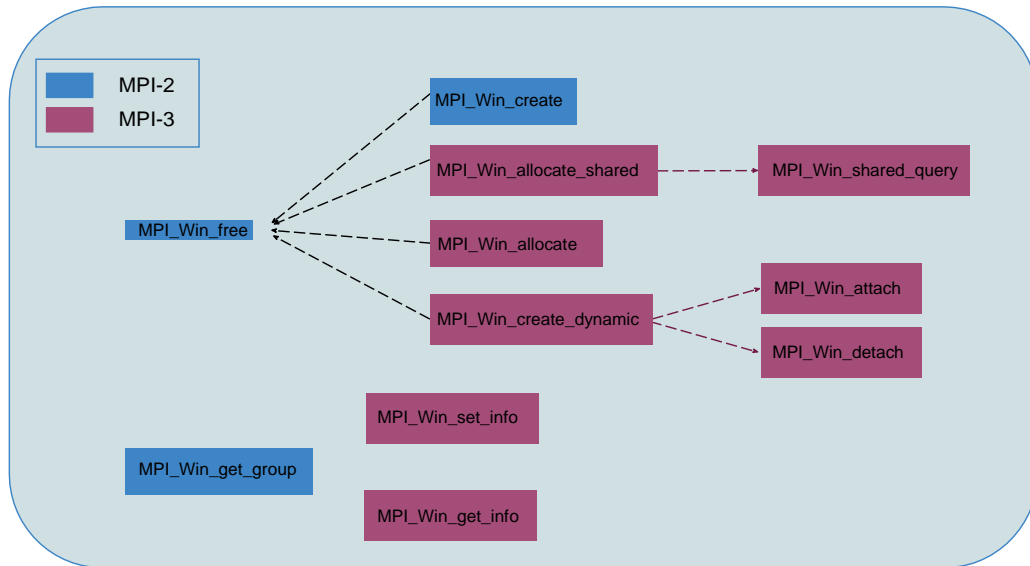 MPI-2
MPI-3
MPI_Win_create
MPI_Win_allocate_shared
MPI_Win_shared_query
MPI_Win_free
MPI_Win_allocate
MPI_Win_attach
MPI_Win_create_dynamic
MPI_Win_detach
MPI_Win_set_info
MPI_Win_get_group
MPI_Win_get_info